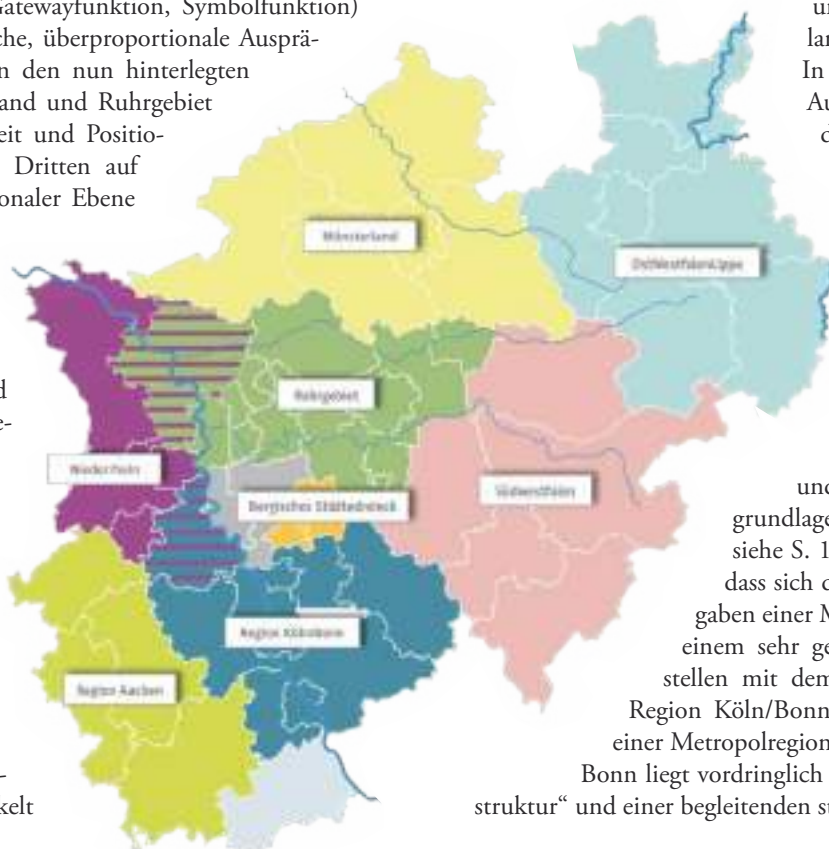 Gatewayfunktion, Symbolfunktion)
che, überproportionale Ausprä-
n den nun hinterlegten
and und Ruhrgebiet
eit und Positio-
Dritten auf
onaler Ebene
d
e-
-
kelt
Münsterland
OstWestfalenLippe
Ruhrgebiet
Niederrhein
Bergisches Städtedreieck
Südwestfalen
Region Köln/Bonn
Region Aachen
u
lan
In
Au
d
und
grundlage
siehe S. 1
dass sich d
gaben einer M
einem sehr ge
stellen mit dem
Region Köln/Bonn
einer Metropolregion
Bonn liegt vordringlich
struktur“ und einer begleitenden st